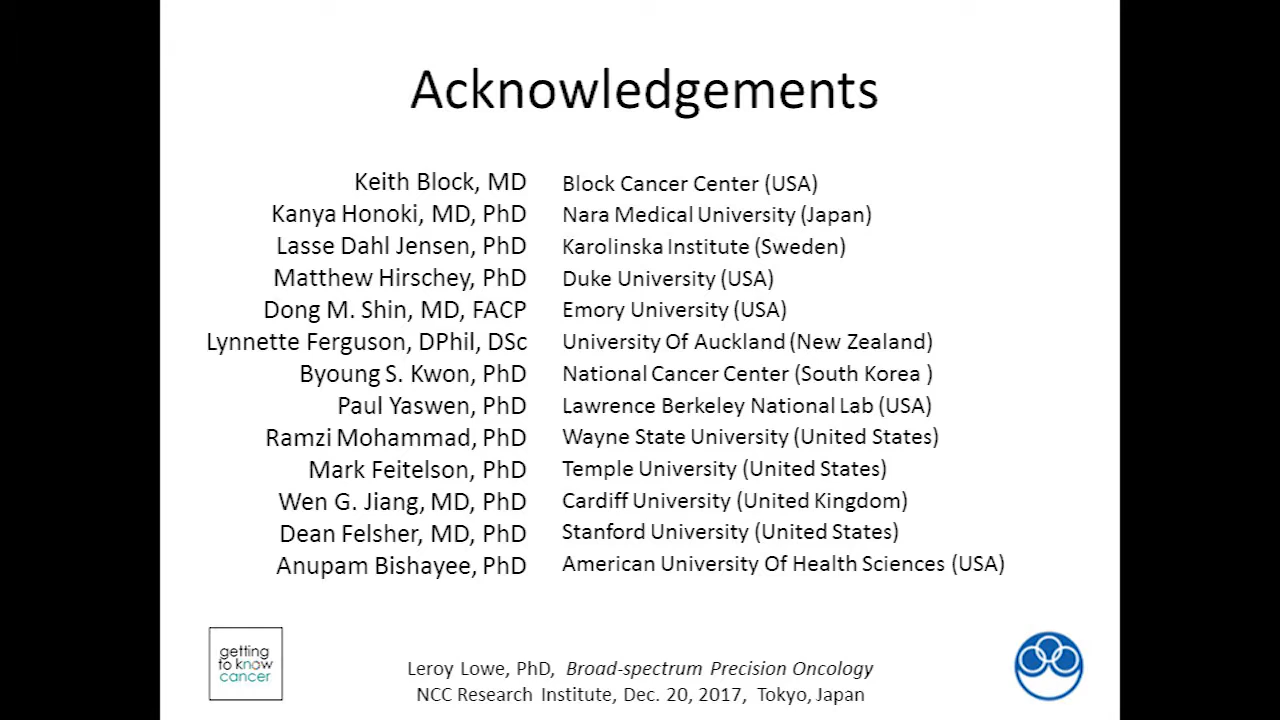 Acknowledgements
Keith Block, MD Block Cancer Center (USA)
Kanya Honoki, MD, PhD Nara Medical University (Japan)
Lasse Dahl Jensen, PhD Karolinska Institute (Sweden)
Matthew Hirschey, PhD Duke University (USA)
Dong M. Shin, MD, FACP Emory University (USA)
Lynnette Ferguson, DPhil, DSc University Of Auckland (New Zealand)
Byoung S. Kwon, PhD National Cancer Center (South Korea )
Paul Yaswen, PhD Lawrence Berkeley National Lab (USA)
Ramzi Mohammad, PhD Wayne State University (United States)
Mark Feitelson, PhD Temple University (United States)
Wen G. Jiang, MD, PhD Cardiff University (United Kingdom)
Dean Felsher, MD, PhD Stanford University (United States)
Anupam Bishayee, PhD American University Of Health Sciences (USA)
getting
to know
cancer
Leroy Lowe, PhD, Broad-spectrum Precision Oncology
NCC Research Institute, Dec. 20, 2017, Tokyo, Japan